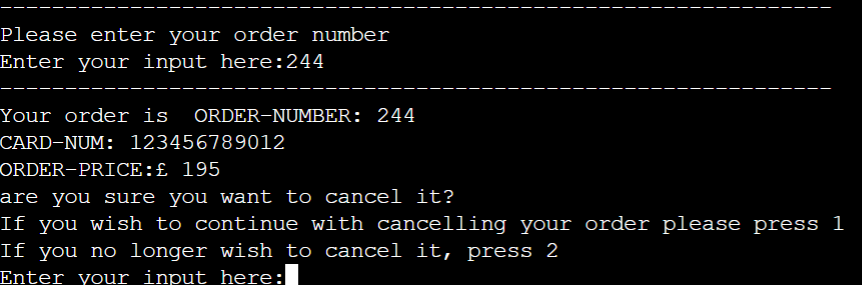 ----------------------------------------------------------------
Please enter your order number
Enter your input here:244
----------------------------------------------------------------
Your order is  ORDER-NUMBER: 244
CARD-NUM: 123456789012
ORDER-PRICE:£ 195
are you sure you want to cancel it?
If you wish to continue with cancelling your order please press 1
If you no longer wish to cancel it, press 2
Enter your input here: